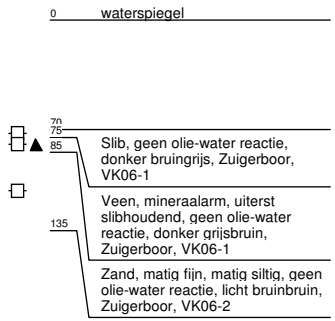 0 waterspiegel
70
75
Slib, geen olie-water reactie,
85
donker bruingrijs, Zuigerboor,
VK06-1
Veen, mineraalarm, uiterst
slibhoudend, geen olie-water
135
reactie, donker grijsbruin,
Zuigerboor, VK06-1
Zand, matig fijn, matig siltig, geen
olie-water reactie, licht bruinbruin,
Zuigerboor, VK06-2